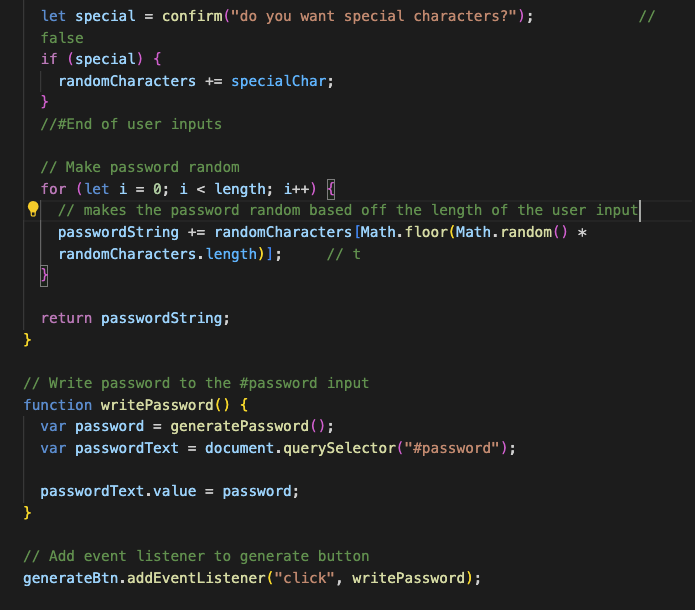 let special = confirm("do you want special characters?");            //
false
if (special) {
  randomCharacters += specialChar;
}
//#End of user inputs

// Make password random
for (let i = 0; i < length; i++) {
  // makes the password random based off the length of the user input
  passwordString += randomCharacters[Math.floor(Math.random() *
  randomCharacters.length)];     // t
}

return passwordString;
}

// Write password to the #password input
function writePassword() {
  var password = generatePassword();
  var passwordText = document.querySelector("#password");

  passwordText.value = password;
}

// Add event listener to generate button
generateBtn.addEventListener("click", writePassword);